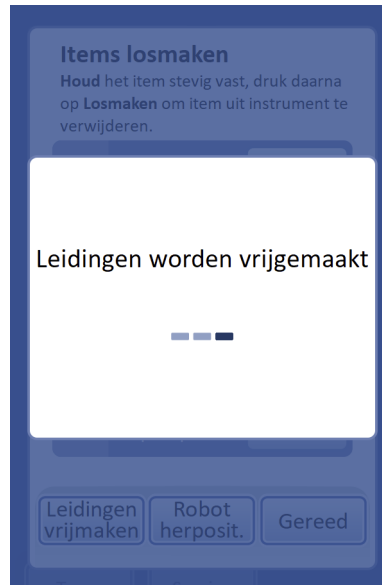 Items losmaken
Houd het item stevig vast, druk daarna
op Losmaken om item uit instrument te
verwijderen.
Leidingen worden vrijgemaakt
Leidingen
vrijmaken
Robot
herposit.
Gereed